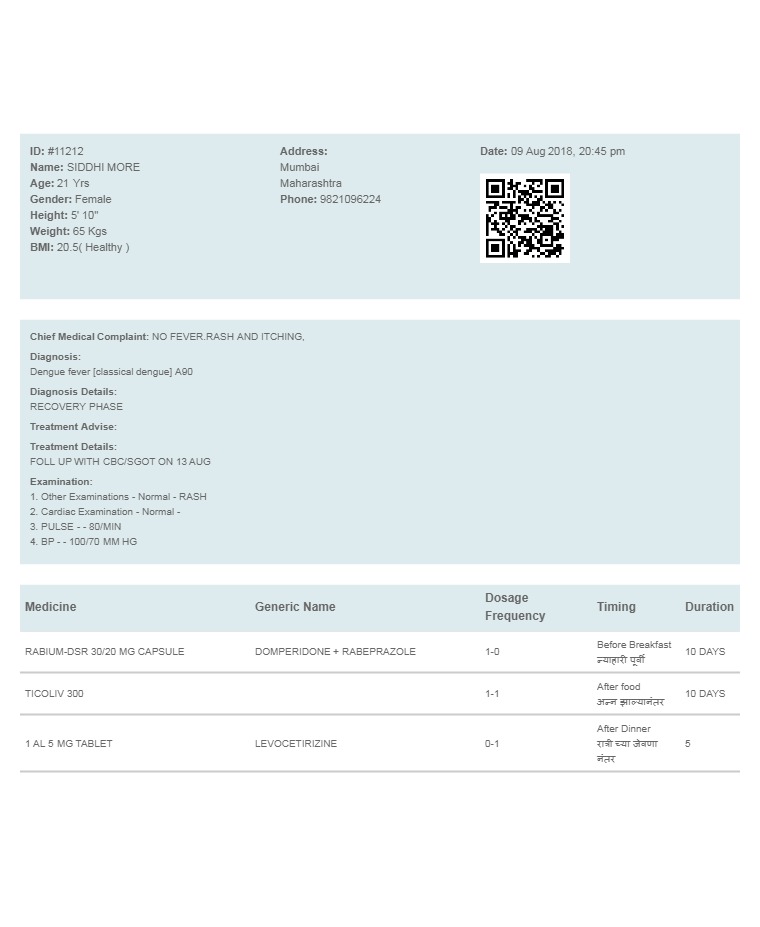 ID: #11212
Name: SIDDHI MORE
Age: 21 Yrs
Gender: Female
Height: 5' 10"
Weight: 65 Kgs
BMI: 20.5( Healthy )
Address:
Mumbai
Maharashtra
Phone: 9821096224
Date: 09 Aug 2018, 20:45 pm
Chief Medical Complaint: NO FEVER.RASH AND ITCHING,
Diagnosis:
Dengue fever [classical dengue] A90
Diagnosis Details:
RECOVERY PHASE
Treatment Advise:
Treatment Details:
FOLL UP WITH CBC/SGOT ON 13 AUG
Examination:
1. Other Examinations - Normal - RASH
2. Cardiac Examination - Normal -
3. PULSE - - 80/MIN
4. BP - - 100/70 MM HG
Medicine Generic Name Dosage Frequency Timing Duration
RABIUM-DSR 30/20 MG CAPSULE DOMPERIDONE + RABEPRAZOLE 1-0 Before Breakfast 10 DAYS
न्याहारी पूर्वी
TICOLIV 300 1-1 After food 10 DAYS
अन्न झाल्यानंतर
1 AL 5 MG TABLET LEVOCETIRIZINE 0-1 After Dinner 5
रात्री च्या जेवणा
नंतर